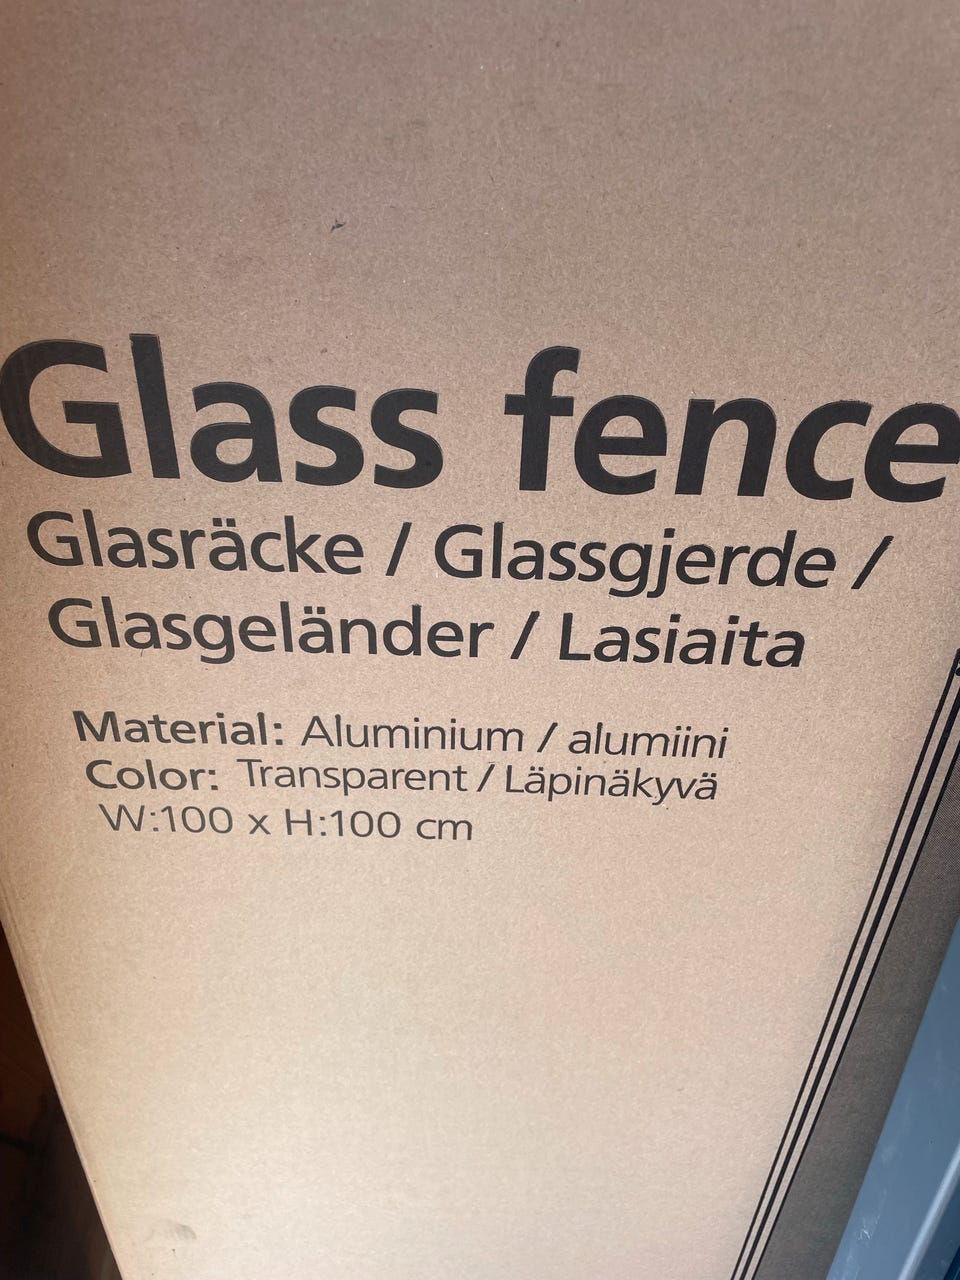 Glass fence
Glasräcke / Glassgjerde /
Glasgeländer / Lasiaita
Material: Aluminium / alumiini
Color: Transparent / Läpinäkyvä
W:100 x H:100 cm